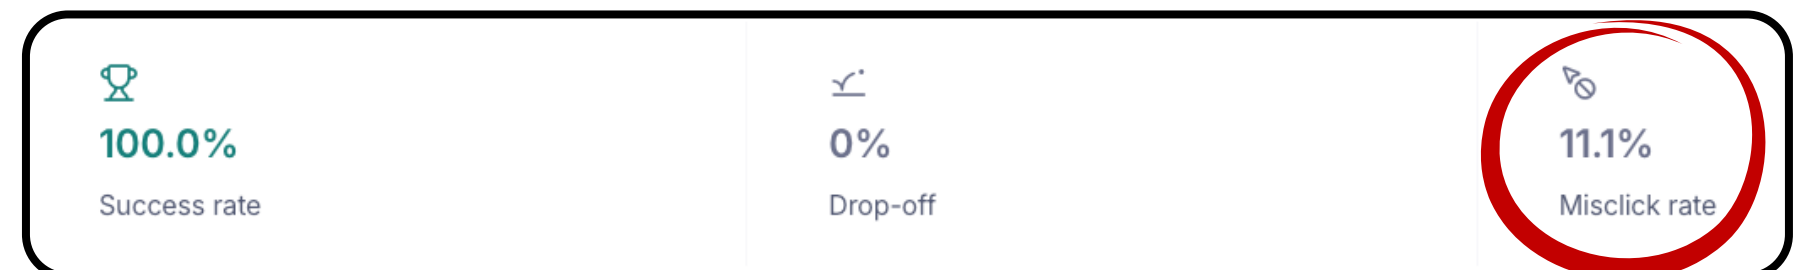 100.0%
Success rate
0%
Drop-off
11.1%
Misclick rate